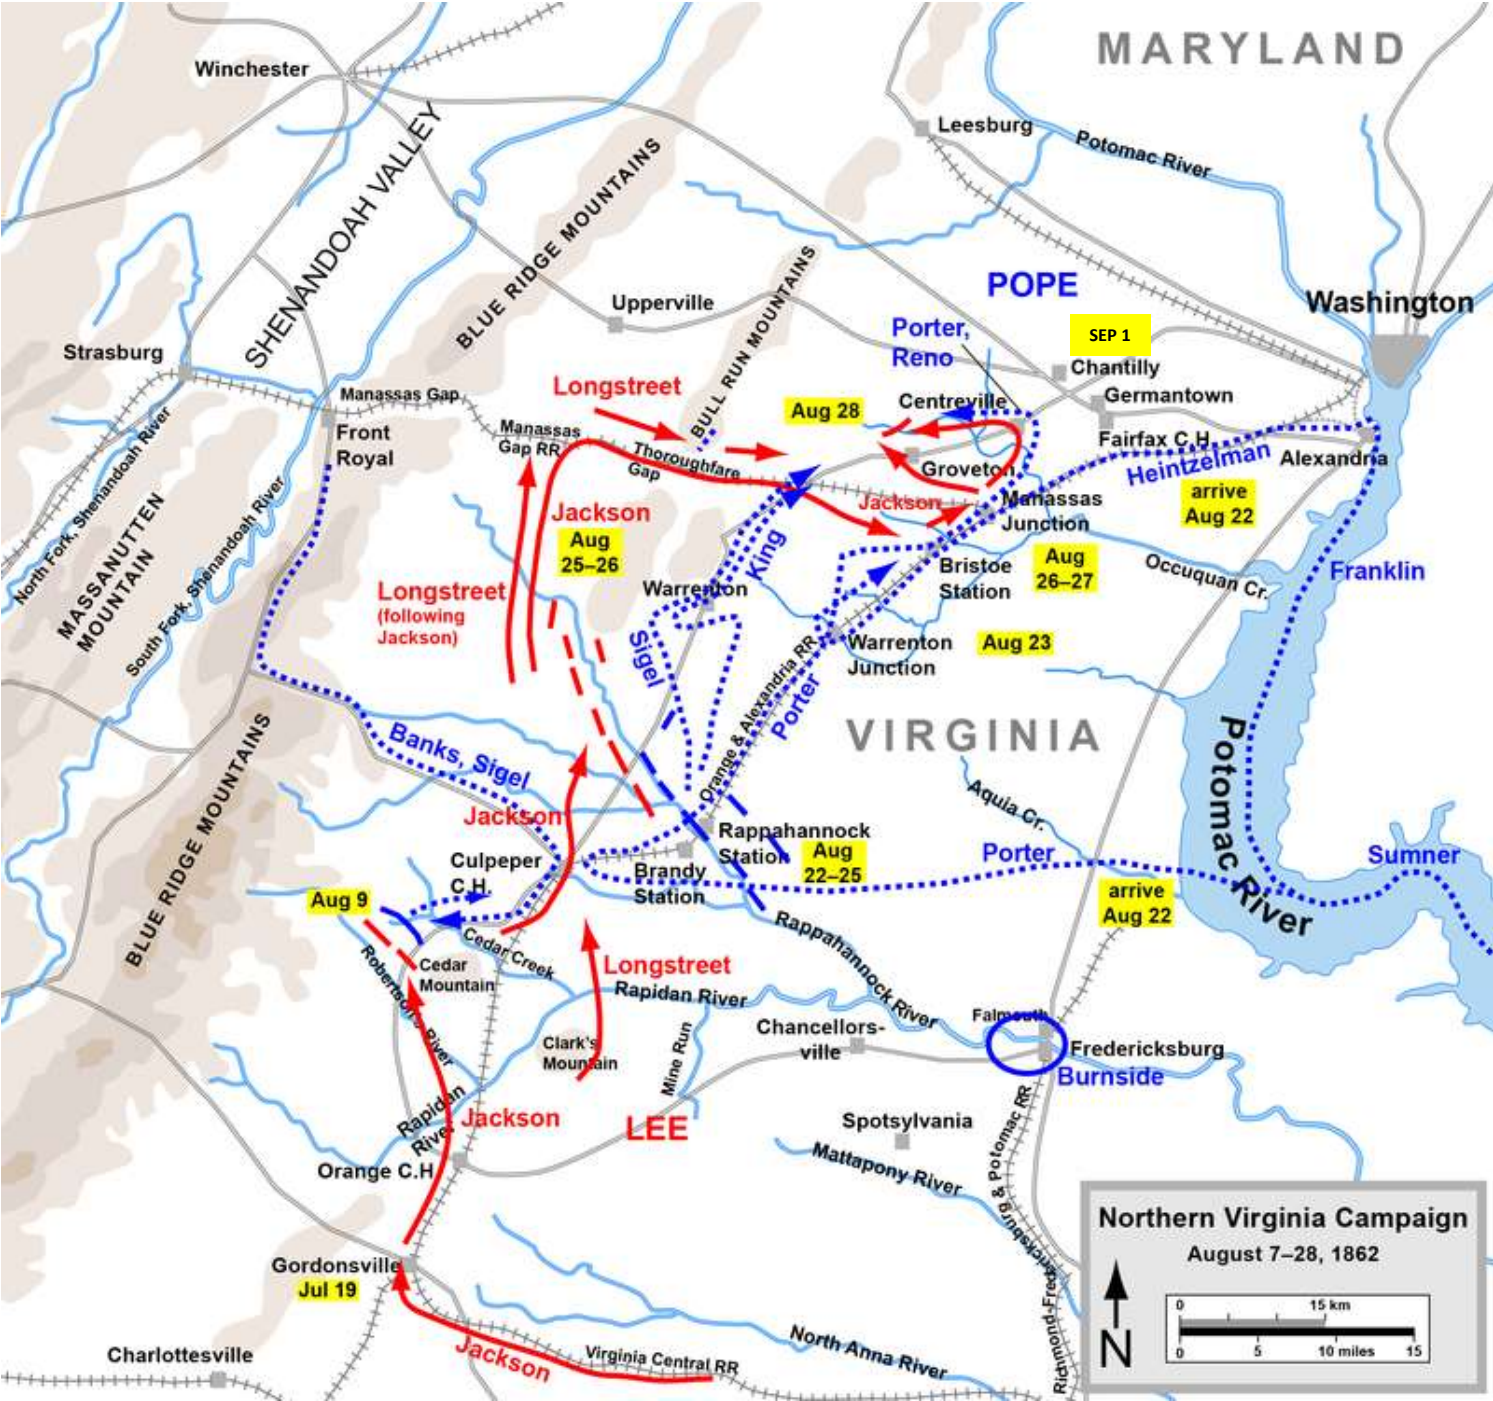 MARYLAND
Winchester
Leesburg
Potomac River
SHENANDOAH VALLEY
BLUE RIDGE MOUNTAINS
BULL RUN MOUNTAINS
POPE
Washington
Upperville
Porter,
Reno
SEP 1
Strasburg
Chantilly
Manassas Gap
Longstreet
Germantown
Aug 28
Centreville
Front
Royal
Manassas
Gap RR
Thoroughfare
Gap
Fairfax C.H.
Heintzelman
Alexandria
Groveton
arrive
Aug 22
Jackson
Manassas
Junction
Jackson
Aug
25–26
North Fork, Shenandoah River
South Fork, Shenandoah River
MASSANUTTEN
MOUNTAIN
King
Bristoe
Station
Aug
26–27
Occuquan Cr.
Franklin
Longstreet
(following
Jackson)
Warrenton
Sigel
Warrenton
Junction
Aug 23
Orange & Alexandria RR
Porter
VIRGINIA
Potomac River
BLUE RIDGE MOUNTAINS
Banks, Sigel
Aquia Cr.
Jackson
Rappahannock
Station
Aug
22–25
Culpeper
C.H.
Brandy
Station
Porter
Sumner
Aug 9
arrive
Aug 22
Rappahannock River
Cedar Creek
Cedar
Mountain
Longstreet
Robertson's River
Rapidan River
Clark's
Mountain
Mine Run
Chancellors-
ville
Falmouth
Fredericksburg
Burnside
Rapidan
River
Jackson
LEE
Spotsylvania
Orange C.H
Mattapony River
Richmond-Fredericksburg & Potomac RR
Gordonsville
Jul 19
Jackson
Virginia Central RR
North Anna River
Charlottesville
Northern Virginia Campaign
August 7–28, 1862
N
0 15 km
0 5 10 miles 15